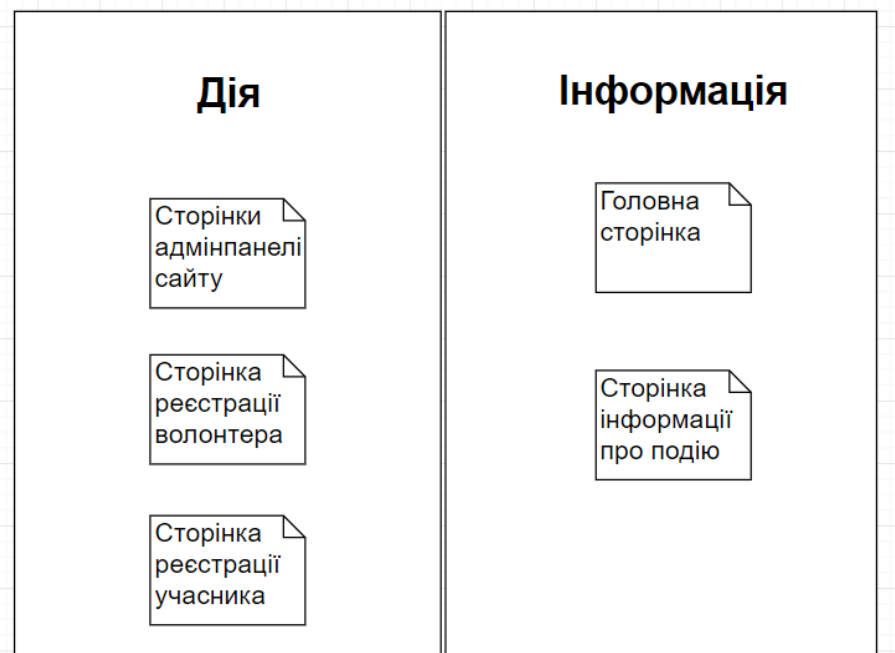 Дія
Сторінки
адмінпанелі
сайту
Сторінка
реєстрації
волонтера
Сторінка
реєстрації
учасника
Інформація
Головна
сторінка
Сторінка
інформації
про подію